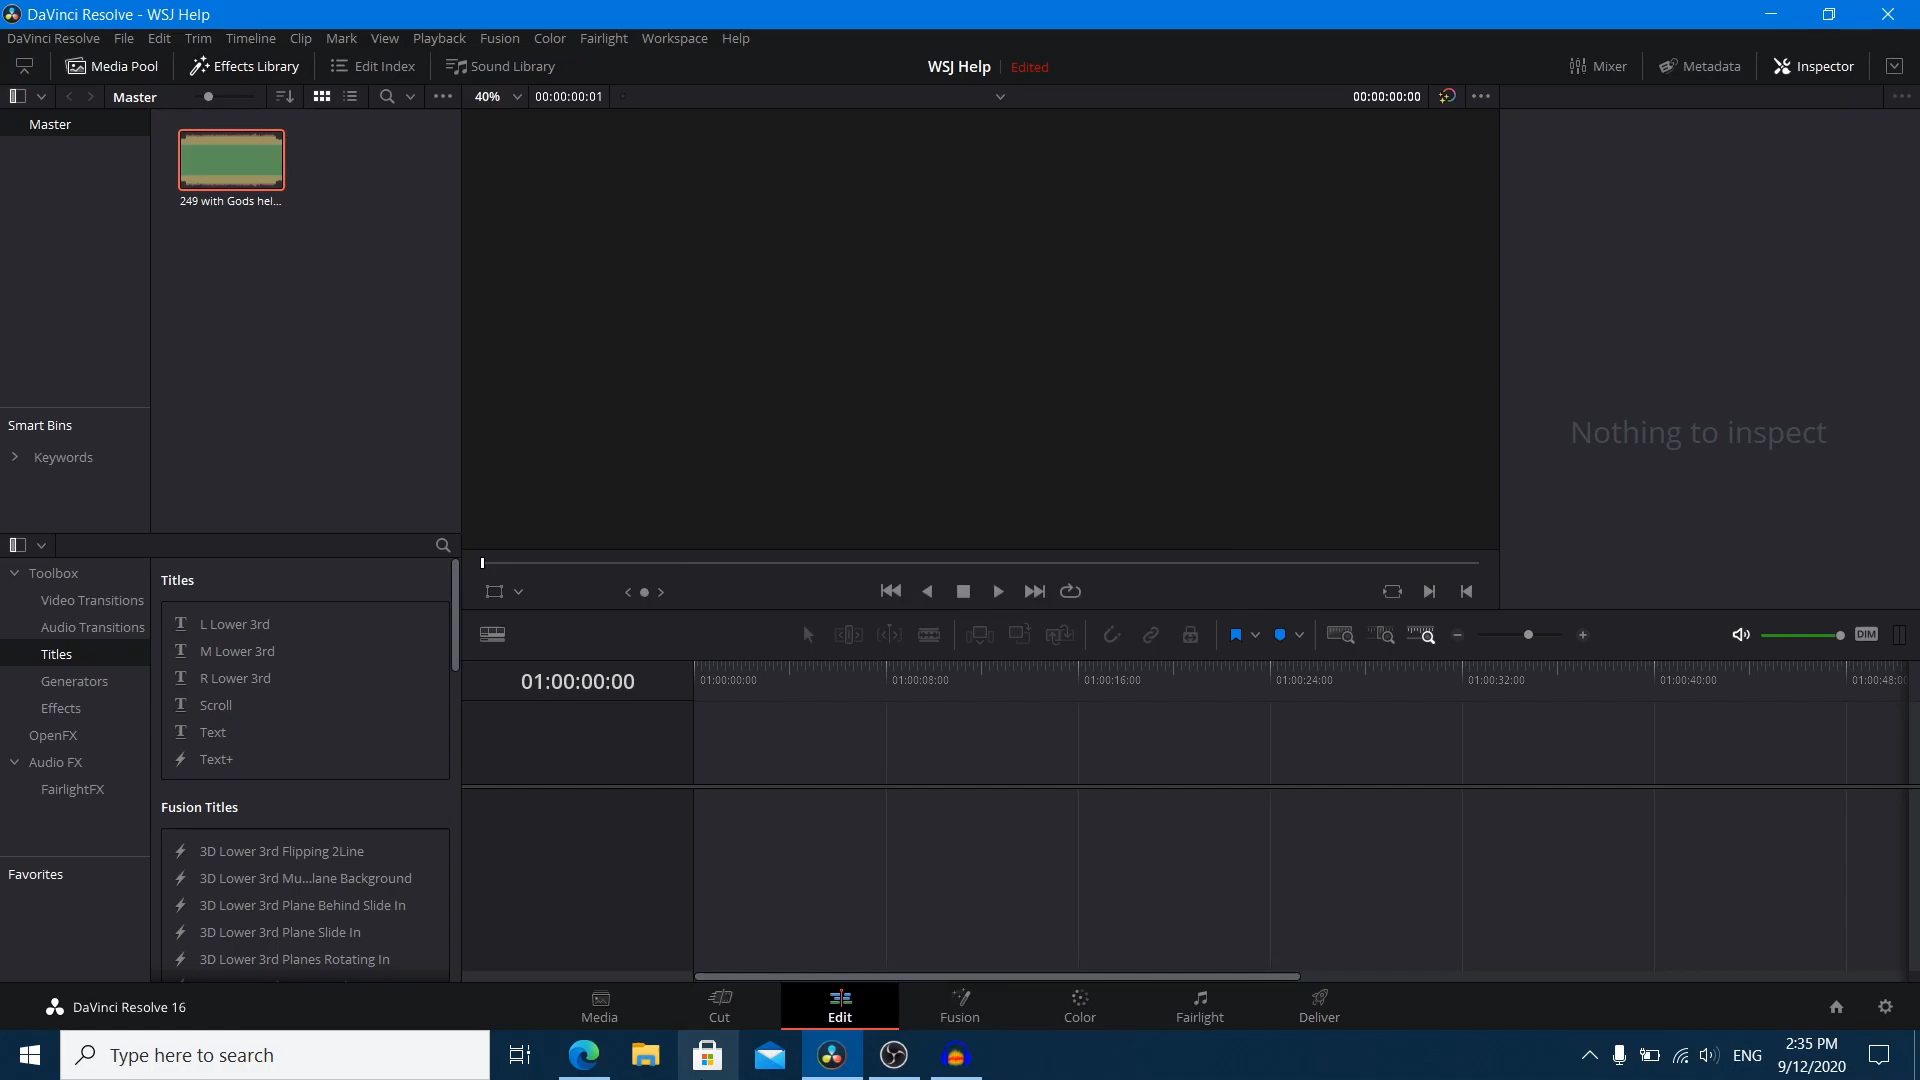 DaVinci Resolve - WSJ Help
DaVinci Resolve File Edit Trim Timeline Clip Mark View Playback Fusion Color Fairlight Workspace Help
Media Pool Effects Library Edit Index Sound Library WSJ Help Edited Mixer Metadata Inspector
Master 40% 00:00:00:01 00:00:00:00
Master
249 with Gods hel...
Smart Bins
Keywords
Nothing to inspect
Toolbox
Video Transitions
Audio Transitions
Titles
Generators
Effects
OpenFX
Audio FX
FairlightFX
Favorites
Titles
L Lower 3rd
M Lower 3rd
R Lower 3rd
Scroll
Text
Text+
Fusion Titles
3D Lower 3rd Flipping 2Line
3D Lower 3rd Mu...lane Background
3D Lower 3rd Plane Behind Slide In
3D Lower 3rd Plane Slide In
3D Lower 3rd Planes Rotating In
DIM
01:00:00:00
01:00:00:00 01:00:08:00 01:00:16:00 01:00:24:00 01:00:32:00 01:00:40:00 01:00:48:00
DaVinci Resolve 16
Media Cut Edit Fusion Color Fairlight Deliver
Type here to search
ENG
2:35 PM
9/12/2020